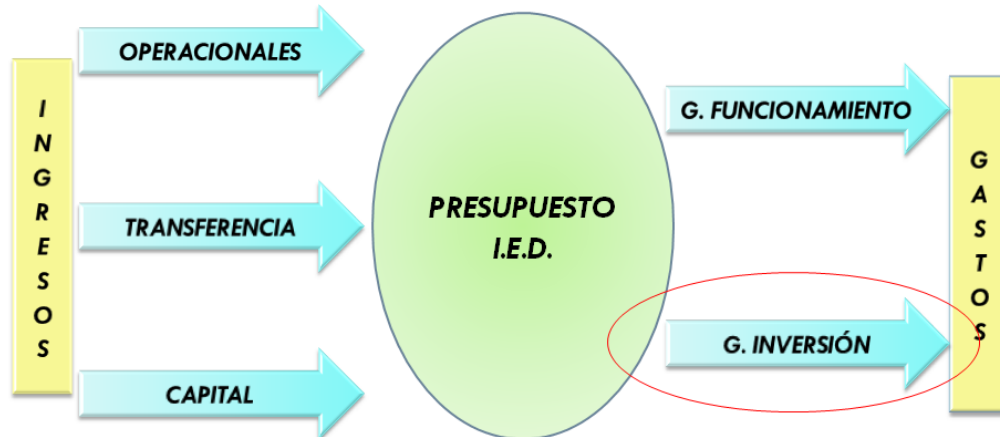 INGRESOS
OPERACIONALES
TRANSFERENCIA
CAPITAL
PRESUPUESTO
I.E.D.
G. FUNCIONAMIENTO
G. INVERSIÓN
GASTOS